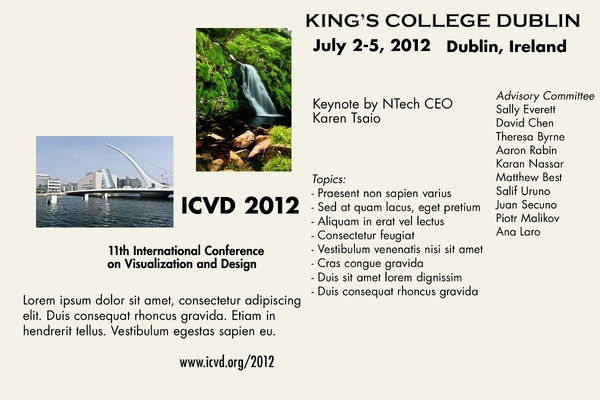 KING'S COLLEGE DUBLIN
July 2-5, 2012 Dublin, Ireland
Keynote by NTech CEO
Karen Tsaio
Advisory Committee
Sally Everett
David Chen
Theresa Byrne
Aaron Rabin
Karan Nassar
Matthew Best
Salif Uruno
Juan Secuno
Piotr Malikov
Ana Laro
Topics:
- Praesent non sapien varius
- Sed at quam lacus, eget pretium
- Aliquam in erat vel lectus
- Consectetur feugiat
- Vestibulum venenatis nisi sit amet
- Cras congue gravida
- Duis sit amet lorem dignissim
- Duis consequat rhoncus gravida
ICVD 2012
11th International Conference
on Visualization and Design
Lorem ipsum dolor sit amet, consectetur adipiscing
elit. Duis consequat rhoncus gravida. Etiam in
hendrerit tellus. Vestibulum egestas sapien eu.
www.icvd.org/2012